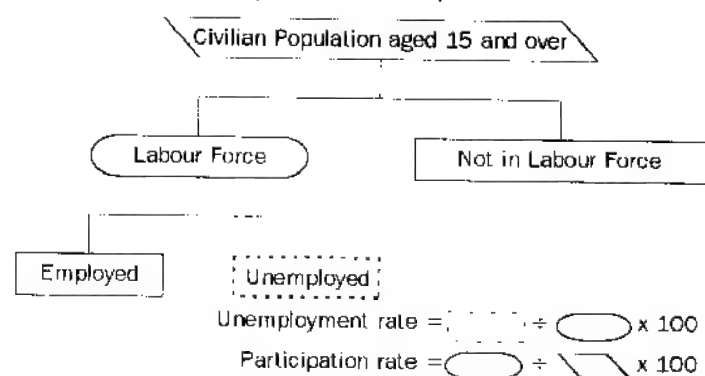 Civilian Population aged 15 and over
Labour Force
Not in Labour Force
Employed
Unemployed
Unemployment rate = ÷ x 100
Participation rate = ÷ x 100